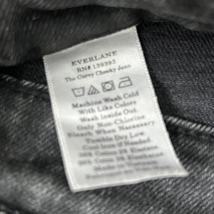 EVERLANE
RN# 139393
The Curvy Cheeky Jean
Machine Wash Cold
With Like Colors
Wash Inside Out
Only Non-Chlorine
Bleach When Necessary
Tumble Dry Low
Cool Iron if Needed